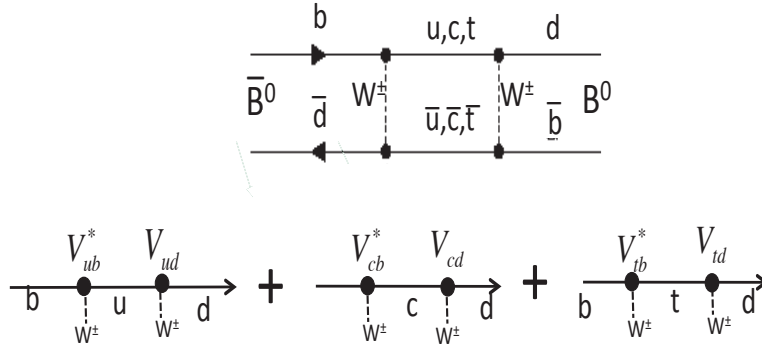 b u,c,t d
B̅⁰ d̅ W± u̅,c̅,t̅ W± b̅ B⁰
V*ub Vud + V*cb Vcd + V*tb Vtd
b u d c d b t d
W± W± W± W± W± W±